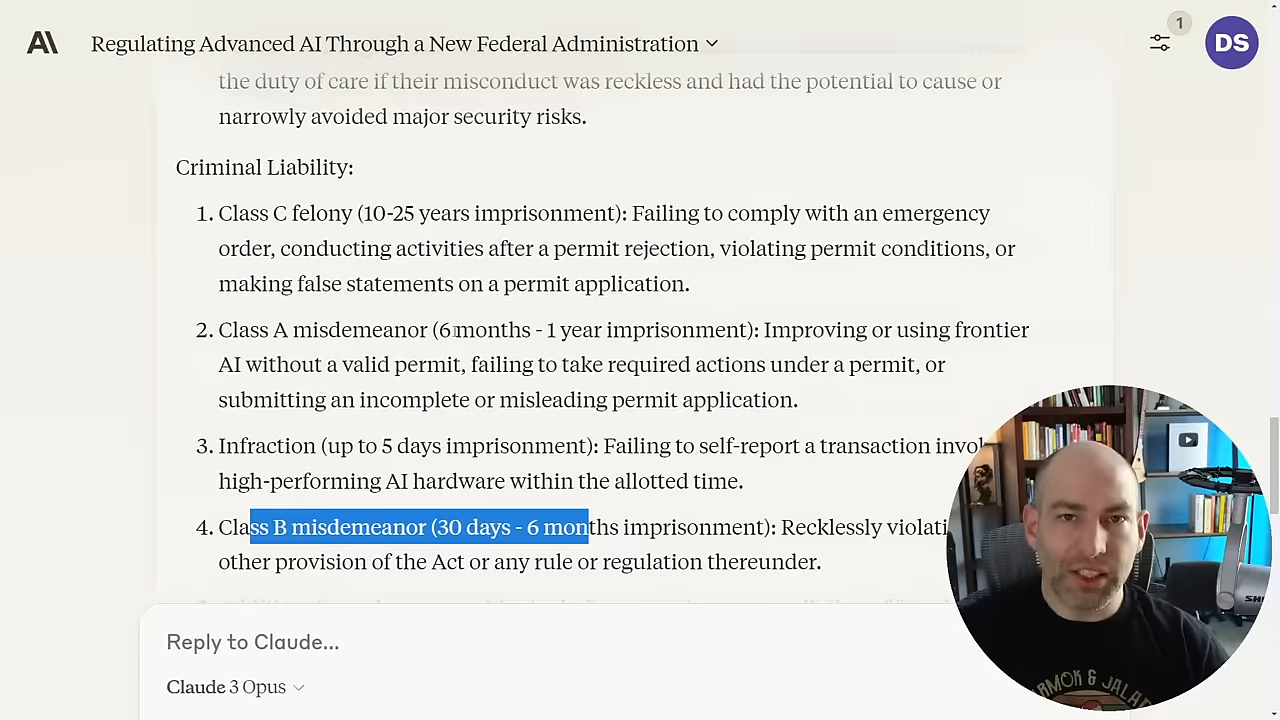 A\ Regulating Advanced AI Through a New Federal Administration 1 DS
the duty of care if their misconduct was reckless and had the potential to cause or
narrowly avoided major security risks.
Criminal Liability:
1. Class C felony (10-25 years imprisonment): Failing to comply with an emergency
order, conducting activities after a permit rejection, violating permit conditions, or
making false statements on a permit application.
2. Class A misdemeanor (6 months - 1 year imprisonment): Improving or using frontier
AI without a valid permit, failing to take required actions under a permit, or
submitting an incomplete or misleading permit application.
3. Infraction (up to 5 days imprisonment): Failing to self-report a transaction
high-performing AI hardware within the allotted time.
4. Class B misdemeanor (30 days - 6 months imprisonment): Recklessly
other provision of the Act or any rule or regulation thereunder.
Reply to Claude...
Claude 3 Opus